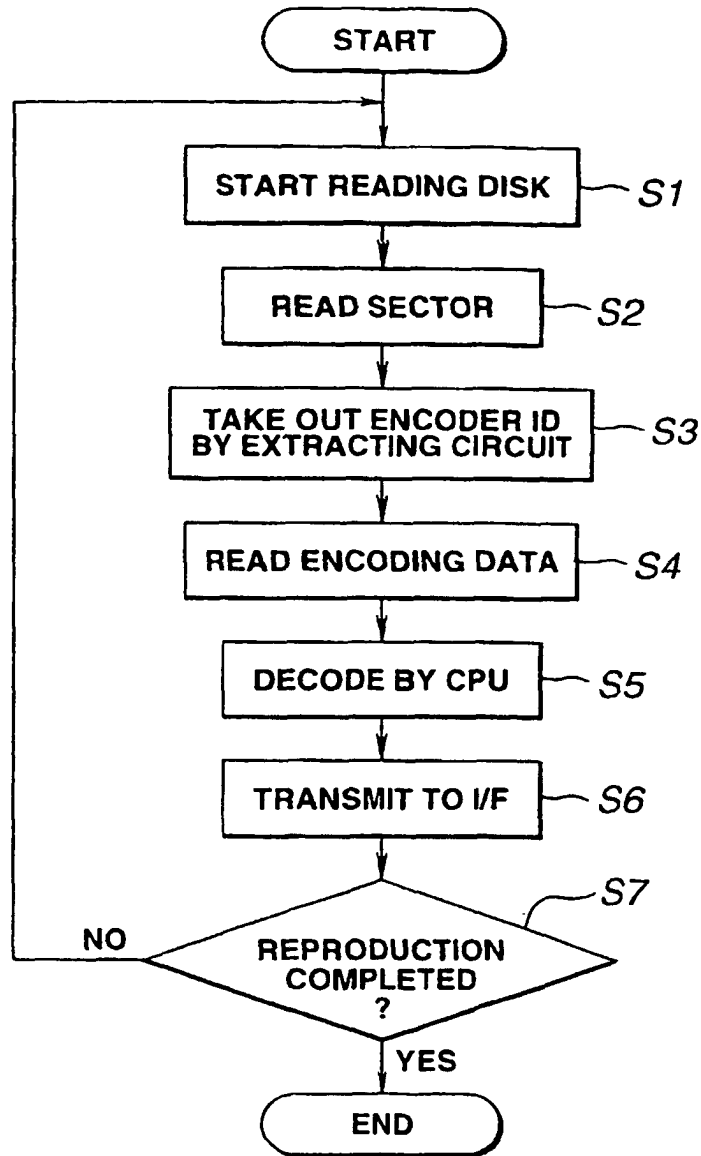 START
START READING DISK
S1
READ SECTOR
S2
TAKE OUT ENCODER ID
BY EXTRACTING CIRCUIT
S3
READ ENCODING DATA
S4
DECODE BY CPU
S5
TRANSMIT TO I/F
S6
S7
NO
REPRODUCTION
COMPLETED
?
YES
END